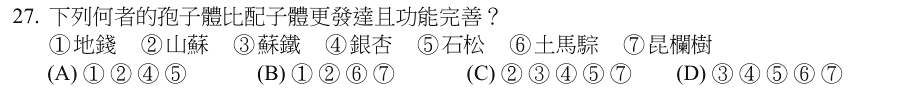 27. 下列何者的孢子體比配子體更發達且功能完善？
①地錢 ②山蘇 ③蘇鐵 ④銀杏 ⑤石松 ⑥土馬騌 ⑦昆欄樹
(A) ①②④⑤ (B) ①②⑥⑦ (C) ②③④⑤⑦ (D) ③④⑤⑥⑦